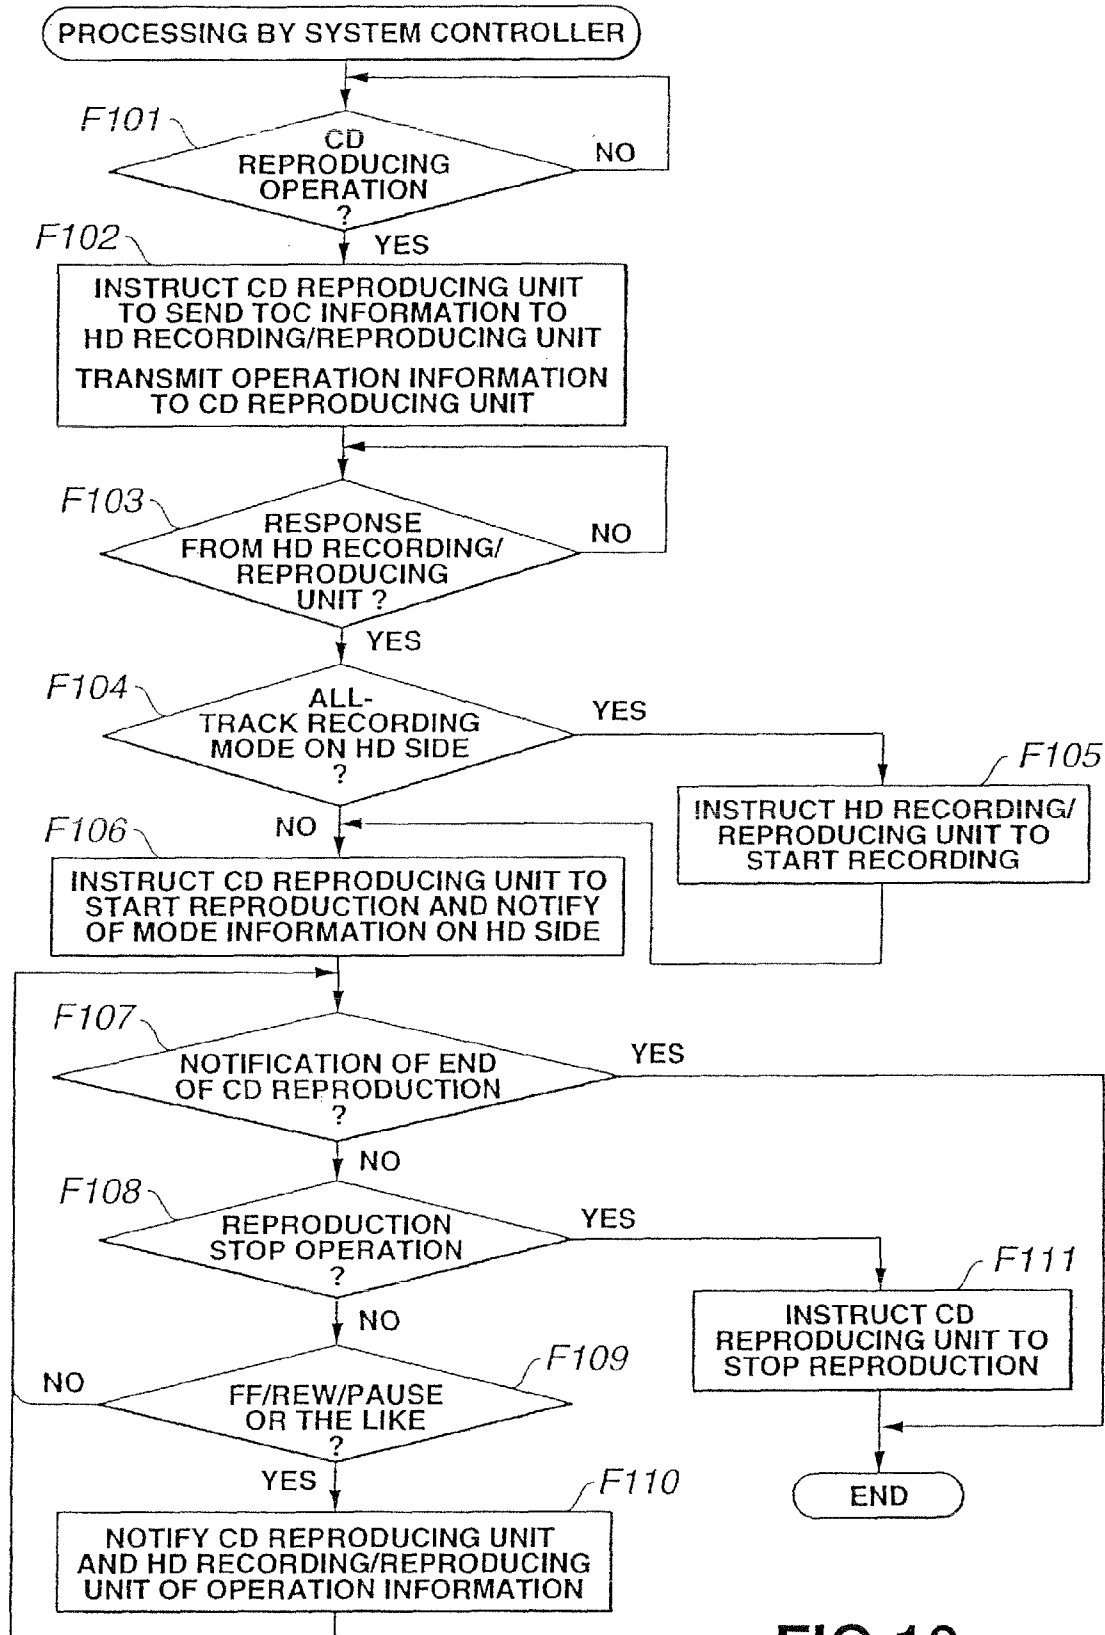 PROCESSING BY SYSTEM CONTROLLER
F101
CD
REPRODUCING
OPERATION
?
NO
YES
F102
INSTRUCT CD REPRODUCING UNIT
TO SEND TOC INFORMATION TO
HD RECORDING/REPRODUCING UNIT
TRANSMIT OPERATION INFORMATION
TO CD REPRODUCING UNIT
F103
RESPONSE
FROM HD RECORDING/
REPRODUCING
UNIT ?
NO
YES
F104
ALL-
TRACK RECORDING
MODE ON HD SIDE
?
YES
NO
F105
INSTRUCT HD RECORDING/
REPRODUCING UNIT TO
START RECORDING
F106
INSTRUCT CD REPRODUCING UNIT TO
START REPRODUCTION AND NOTIFY
OF MODE INFORMATION ON HD SIDE
F107
NOTIFICATION OF END
OF CD REPRODUCTION
?
YES
NO
F108
REPRODUCTION
STOP OPERATION
?
YES
NO
F111
INSTRUCT CD
REPRODUCING UNIT TO
STOP REPRODUCTION
F109
FF/REW/PAUSE
OR THE LIKE
?
NO
YES
END
F110
NOTIFY CD REPRODUCING UNIT
AND HD RECORDING/REPRODUCING
UNIT OF OPERATION INFORMATION